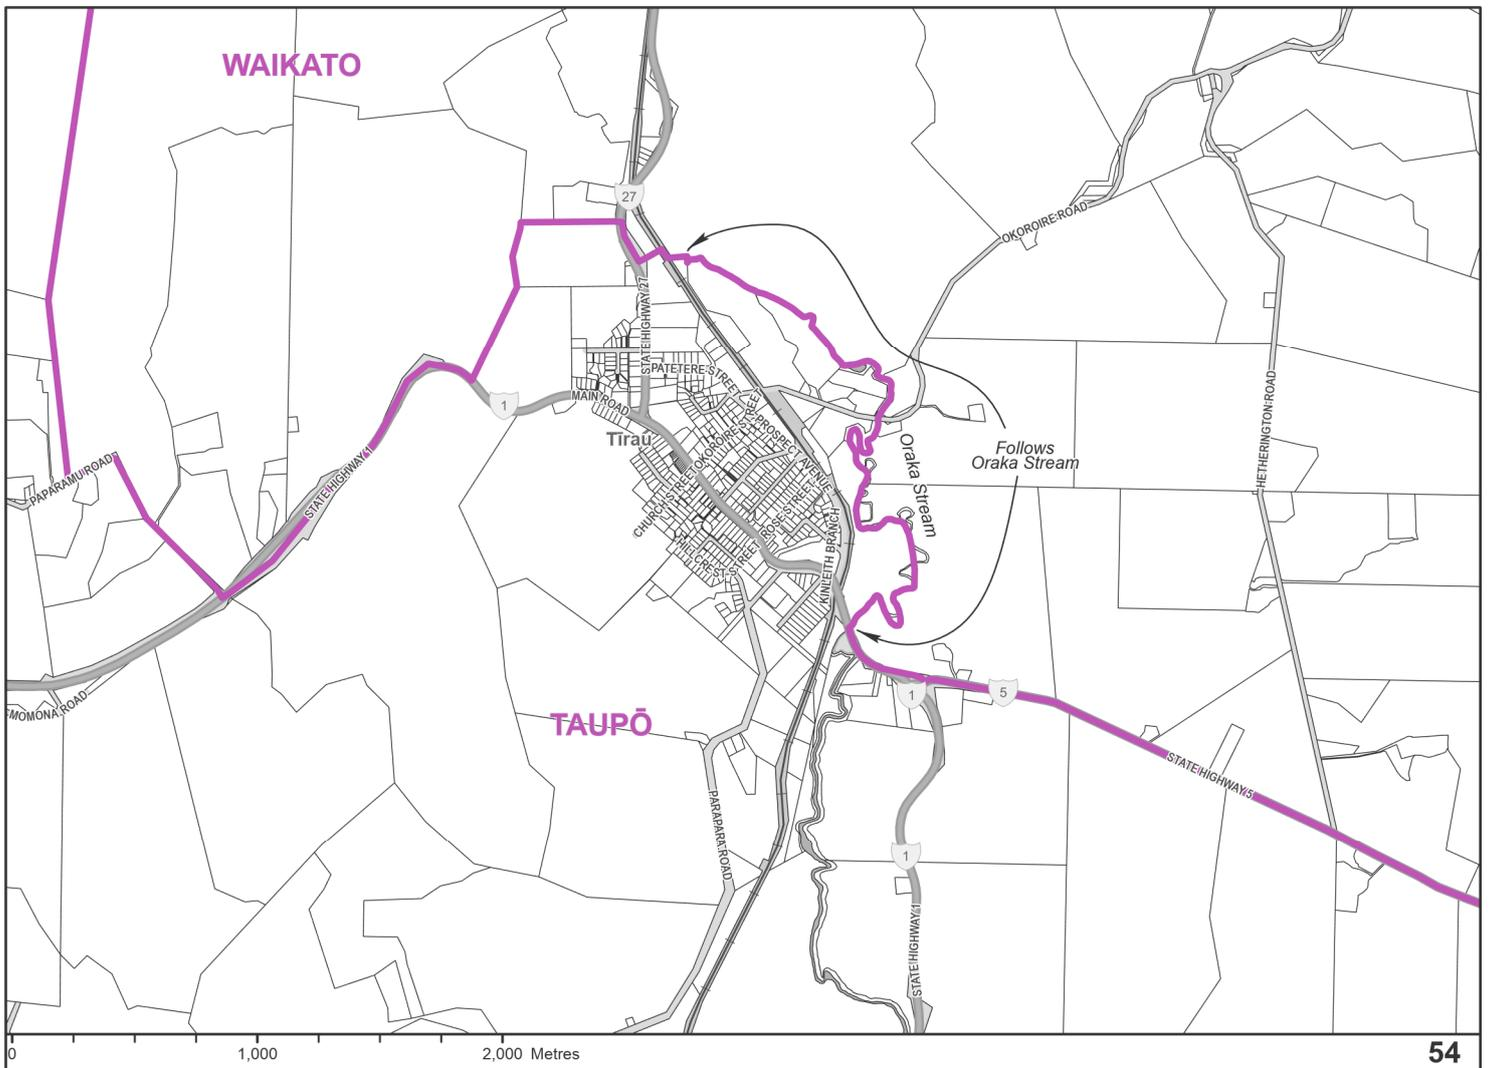 WAIKATO
27
OKOROIRE ROAD
STATE HIGHWAY 27
PATETERE STREET
1
MAIN ROAD
Tīrau
OKOROIRE STREET
PROSPECT AVENUE
HETHERINGTON ROAD
Follows
Oraka Stream
Oraka Stream
PAPARAMU ROAD
STATE HIGHWAY 1
CHURCH STREET
ROSE STREET
HILLCREST STREET
KINLEITH BRANCH
1
5
MOMONA ROAD
TAUPŌ
STATE HIGHWAY 5
PARAPARA ROAD
1
STATE HIGHWAY 1
0
1,000
2,000 Metres
54